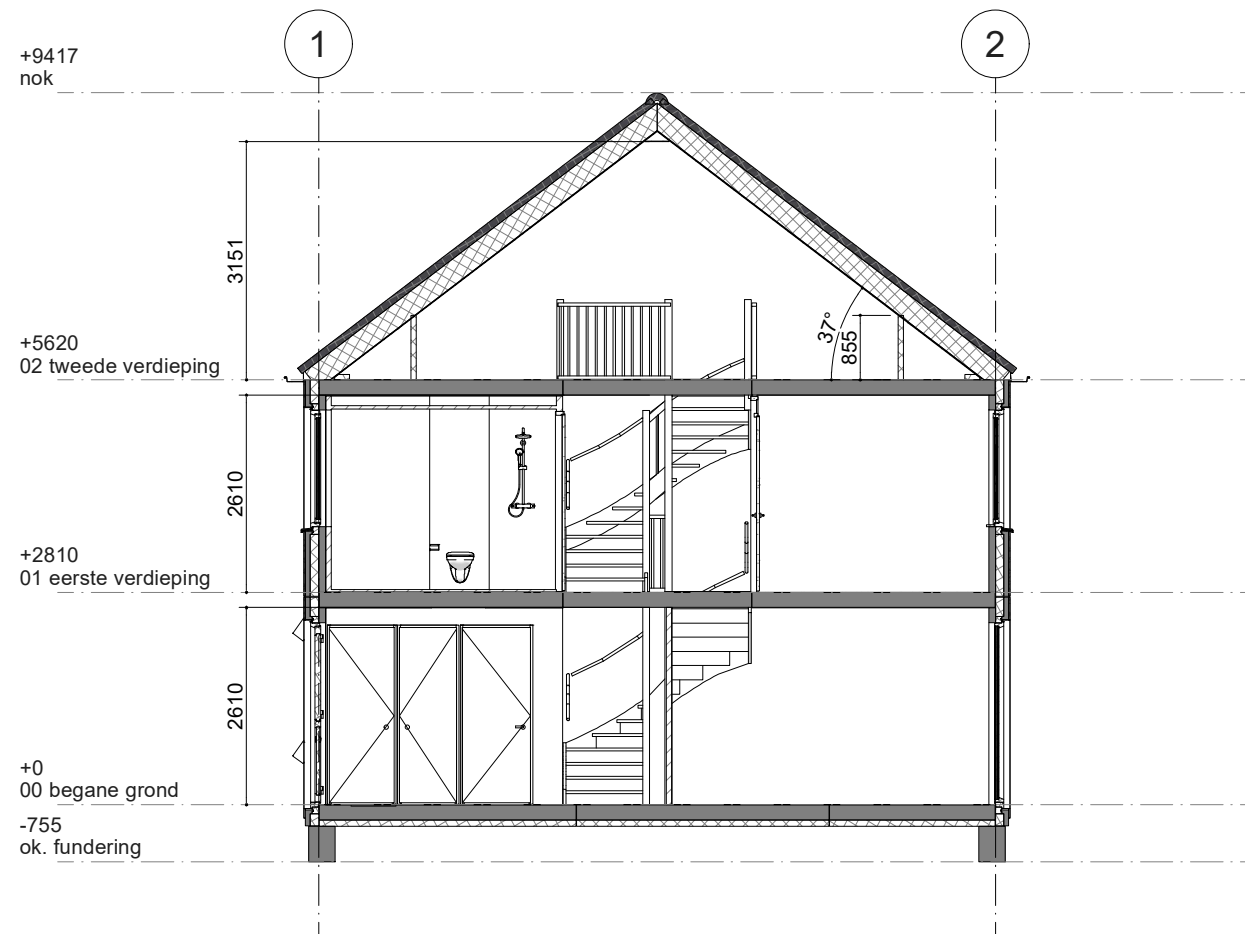 1
2
+9417
nok
3151
37°
855
+5620
02 tweede verdieping
2610
+2810
01 eerste verdieping
2610
+0
00 begane grond
-755
ok. fundering